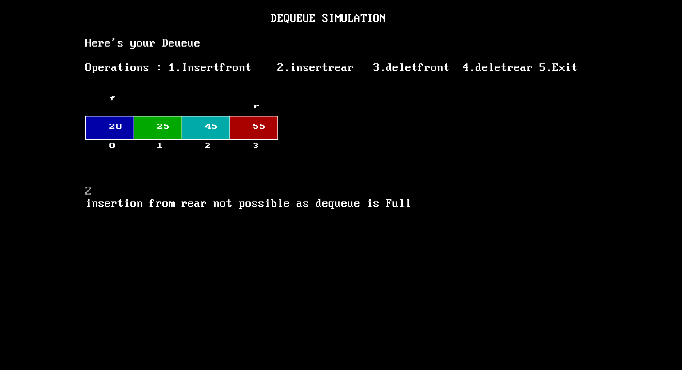 DEQUEUE SIMULATION
Here's your Deueue
Operations : 1.Insertfront 2.insertrear 3.deletfront 4.deletrear 5.Exit
f
r
20 25 45 55
0 1 2 3
2
insertion from rear not possible as dequeue is Full